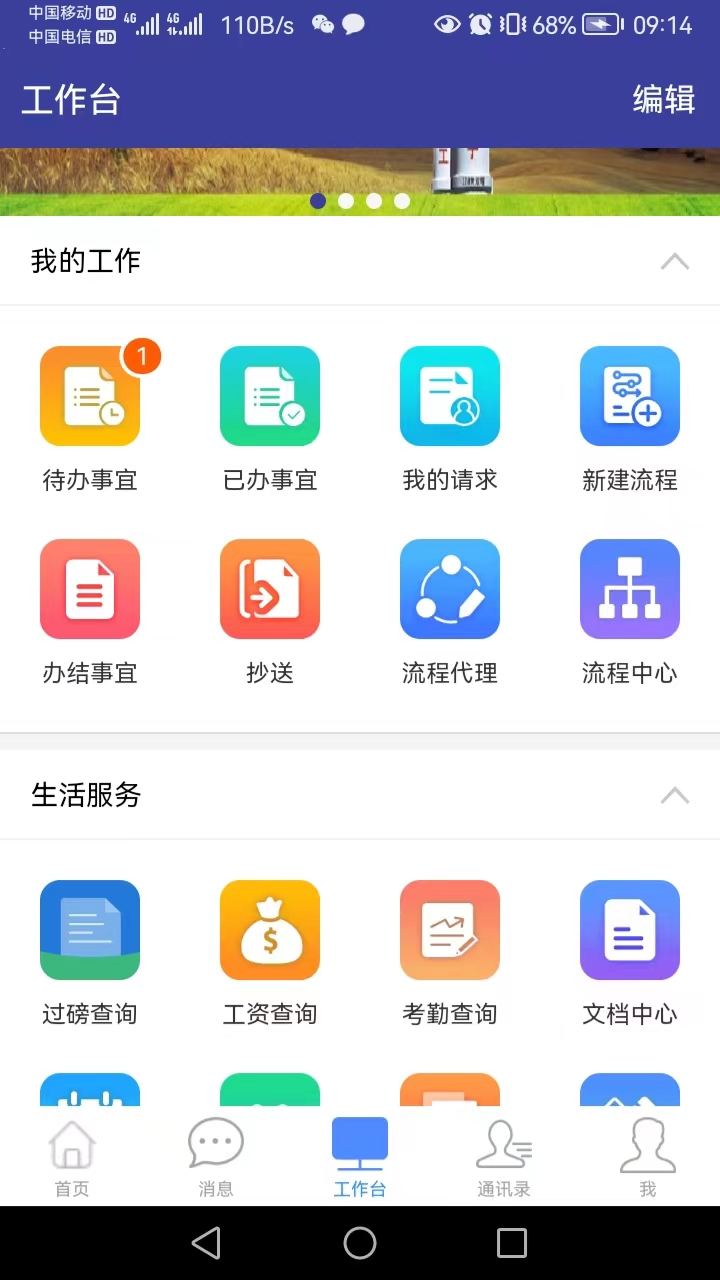 中国移动 HD 4G 4G 110B/s 68% 09:14
中国电信 HD
工作台 编辑
我的工作
1
待办事宜 已办事宜 我的请求 新建流程
办结事宜 抄送 流程代理 流程中心
生活服务
$
过磅查询 工资查询 考勤查询 文档中心
首页 消息 工作台 通讯录 我